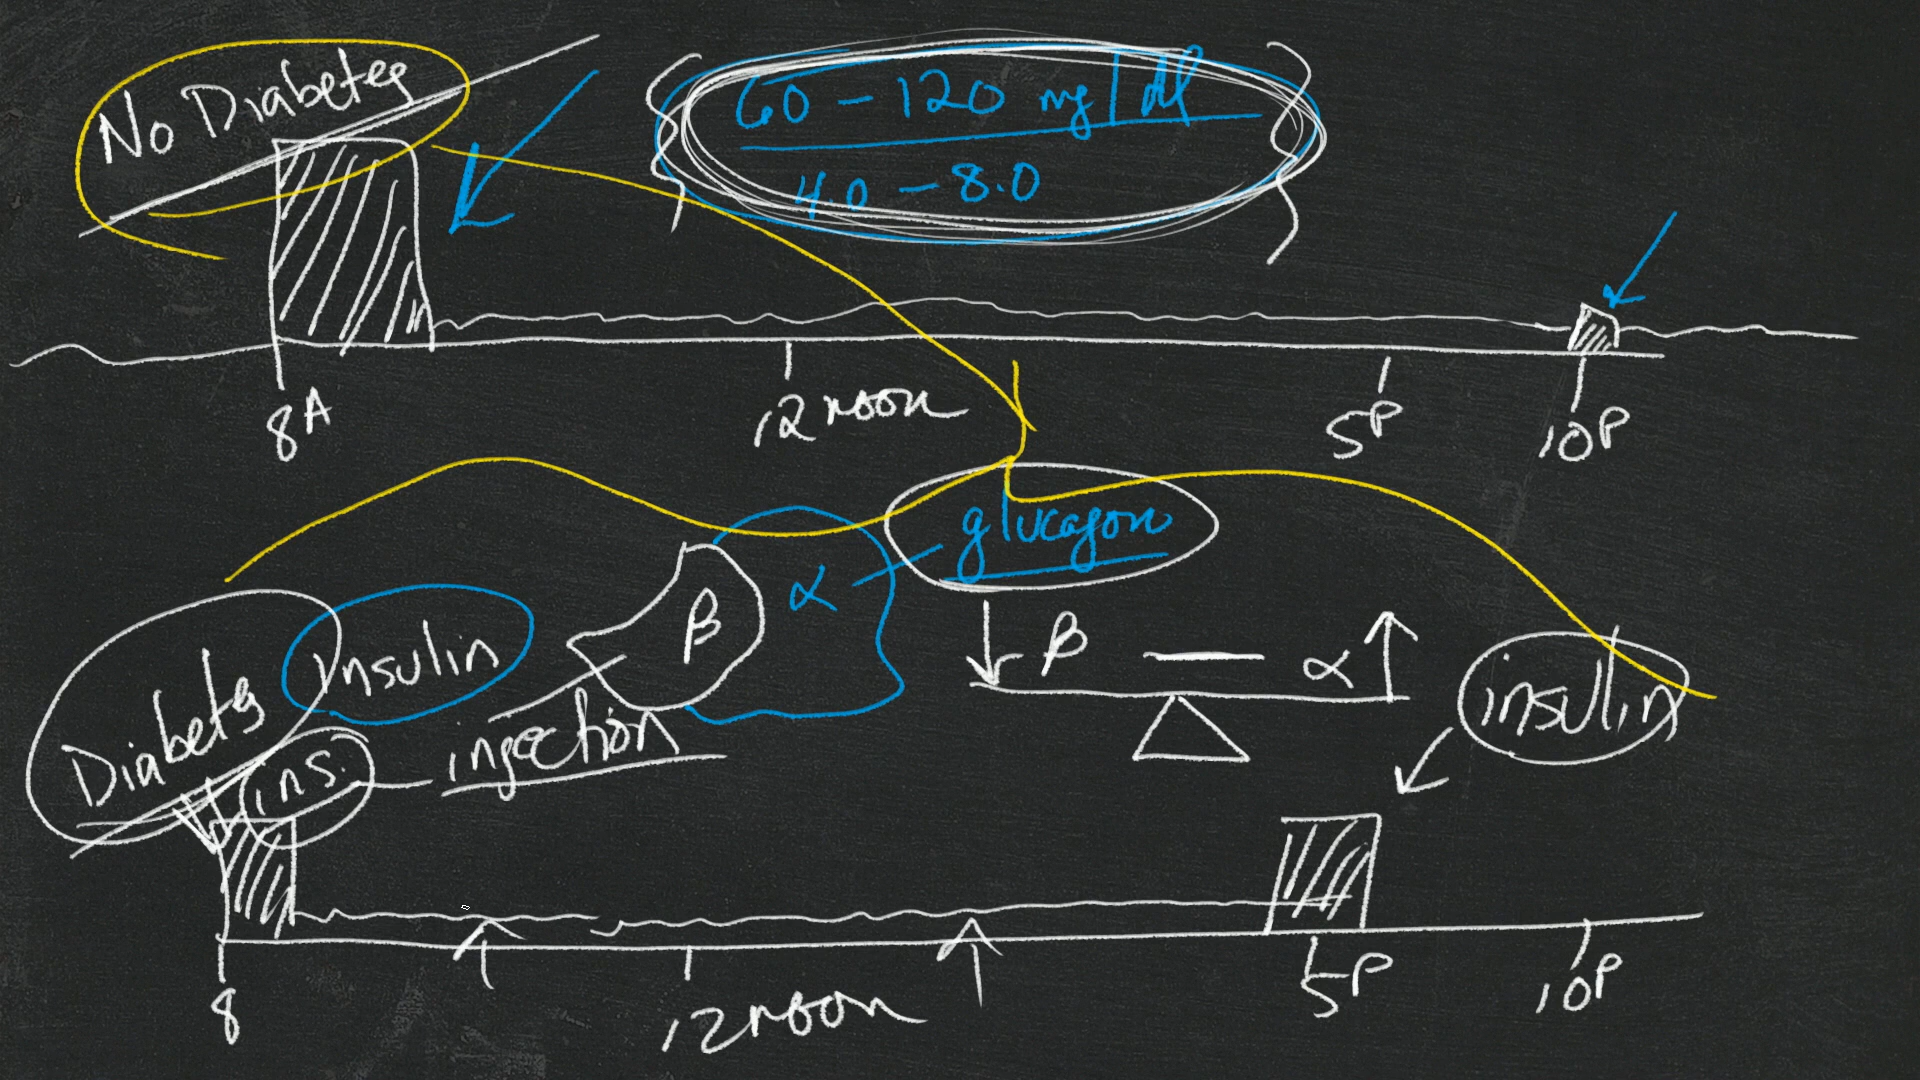 No Diabetes
60 - 120 mg/dl
4.0 - 8.0
8A
12 noon
5P
10P
glucagon
α
β
β — α
Insulin
insulin
Diabetes
ins.
injection
8
12 noon
5P
10P